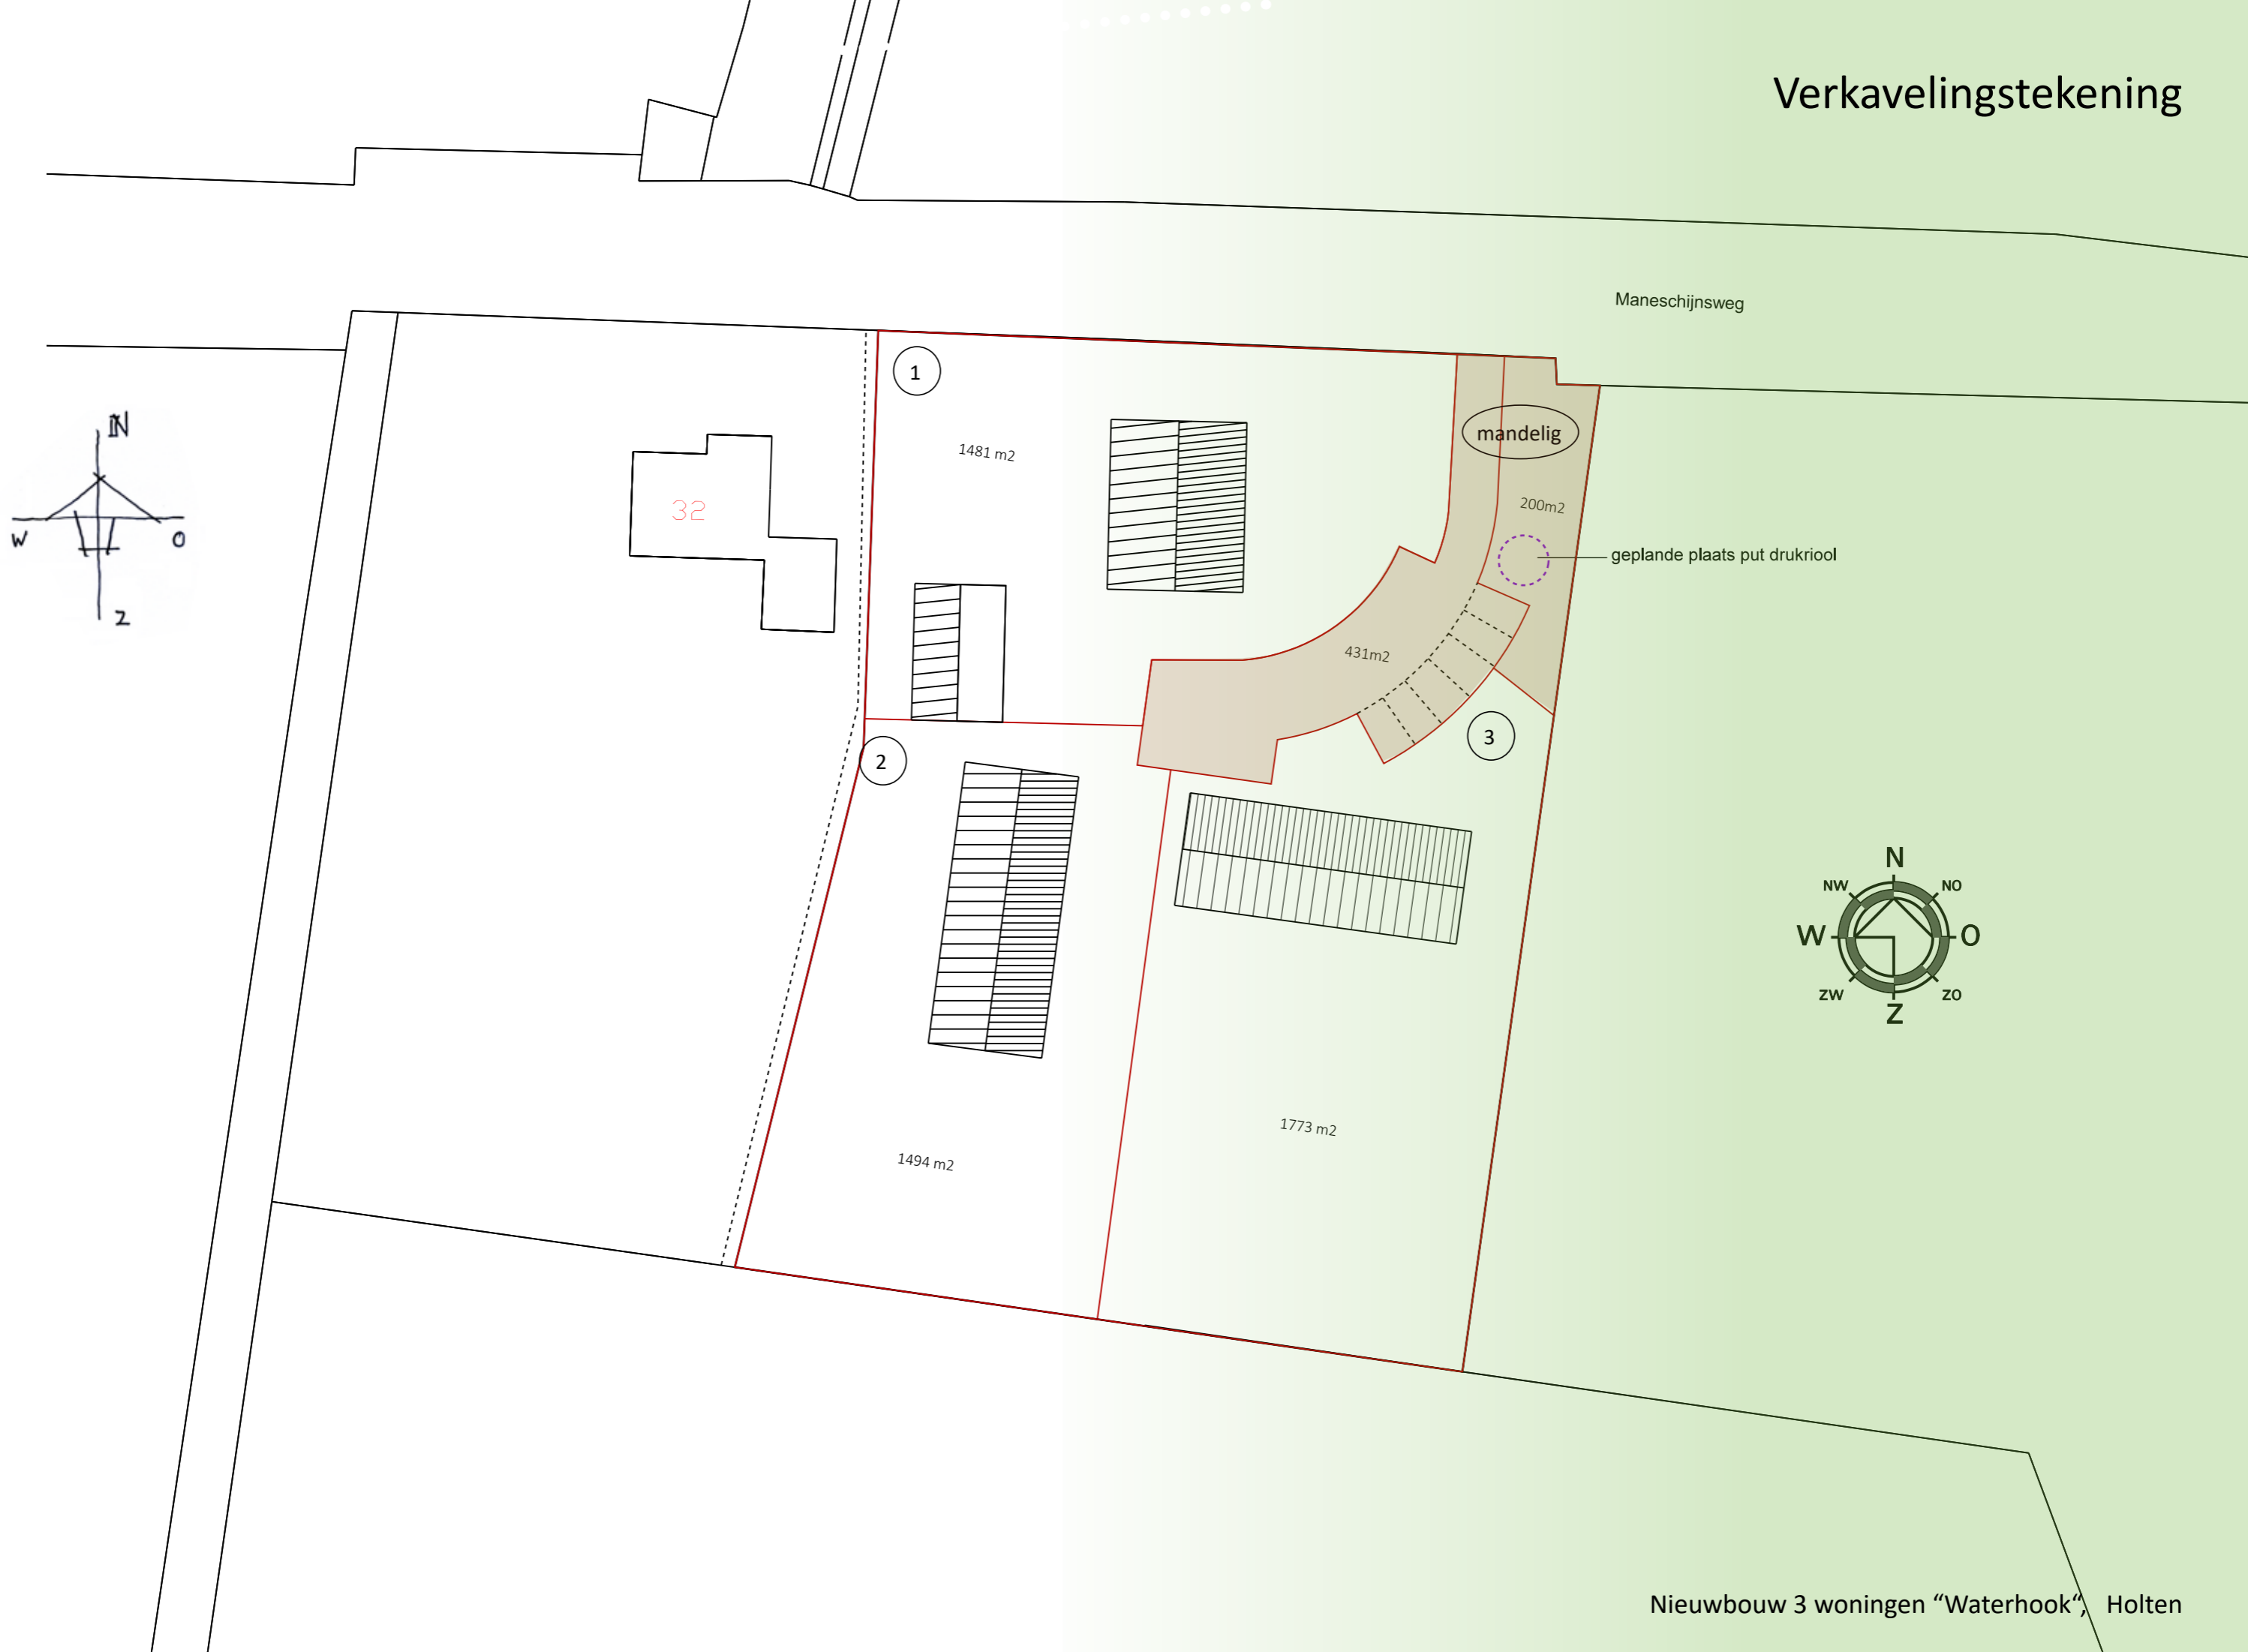 Verkavelingstekening
Maneschijnsweg
1
mandelig
1481 m2
N
32
200m2
W
O
geplande plaats put drukriool
Z
431m2
3
2
N
NW
NO
W
O
ZW
ZO
Z
1773 m2
1494 m2
Nieuwbouw 3 woningen “Waterhook“, Holten